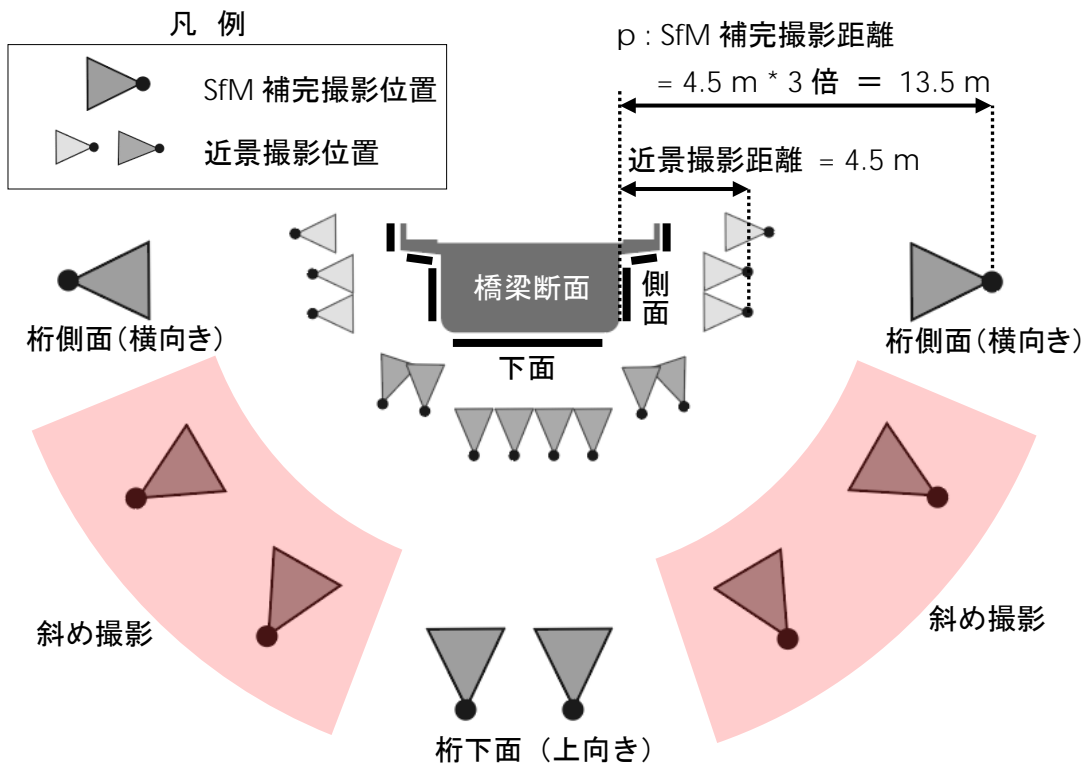 凡 例
SfM 補完撮影位置
近景撮影位置
p : SfM 補完撮影距離
= 4.5 m * 3 倍 = 13.5 m
近景撮影距離 = 4.5 m
橋梁断面
側面
下面
桁側面(横向き)
桁側面(横向き)
斜め撮影
斜め撮影
桁下面 (上向き)